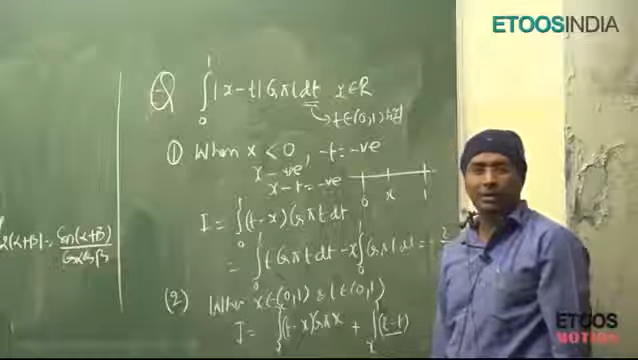 ETOOSINDIA
Q ∫₀¹ |x-t| Cos πt dt x∈R
→ t∈(0,1)
① When x < 0, -t = -ve
x → -ve
x-t = -ve
0 x 1
I = ∫₀¹ (t-x) Cos πt dt
= ∫₀¹ t Cos πt dt - x ∫₀¹ Cos πt dt = - 2
(2) When x∈(0,1) & t∈(0,1)
I = (t-x) Cos πx + ∫ (t-t)
(α+β) = Sin(α+β)
Cosα Cosβ
ETOOS
MOTION